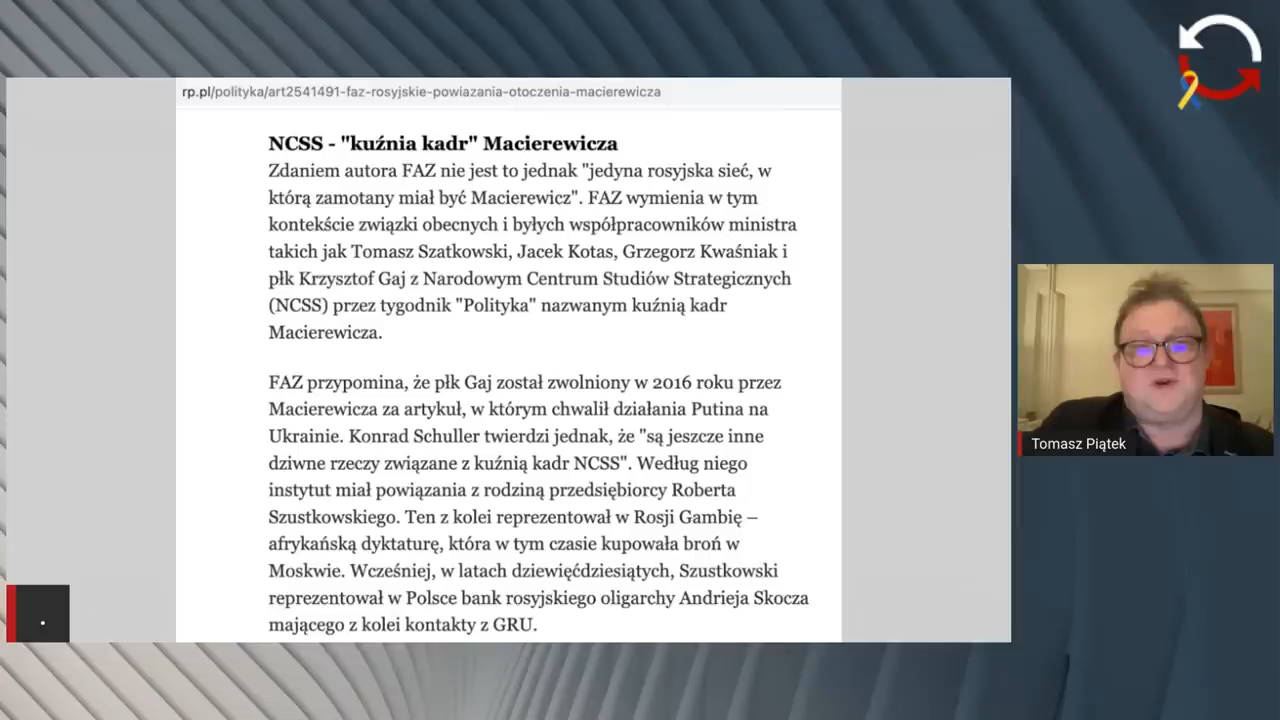 rp.pl/polityka/art2541491-faz-rosyjskie-powiazania-otoczenia-macierewicza
NCSS - "kuźnia kadr" Macierewicza
Zdaniem autora FAZ nie jest to jednak "jedyna rosyjska sieć, w
którą zamotany miał być Macierewicz". FAZ wymienia w tym
kontekście związki obecnych i byłych współpracowników ministra
takich jak Tomasz Szatkowski, Jacek Kotas, Grzegorz Kwaśniak i
płk Krzysztof Gaj z Narodowym Centrum Studiów Strategicznych
(NCSS) przez tygodnik "Polityka" nazwanym kuźnią kadr
Macierewicza.
FAZ przypomina, że płk Gaj został zwolniony w 2016 roku przez
Macierewicza za artykuł, w którym chwalił działania Putina na
Ukrainie. Konrad Schuller twierdzi jednak, że "są jeszcze inne
dziwne rzeczy związane z kuźnią kadr NCSS". Według niego
instytut miał powiązania z rodziną przedsiębiorcy Roberta
Szustkowskiego. Ten z kolei reprezentował w Rosji Gambię –
afrykańską dyktaturę, która w tym czasie kupowała broń w
Moskwie. Wcześniej, w latach dziewięćdziesiątych, Szustkowski
reprezentował w Polsce bank rosyjskiego oligarchy Andrieja Skocza
mającego z kolei kontakty z GRU.
Tomasz Piątek
.